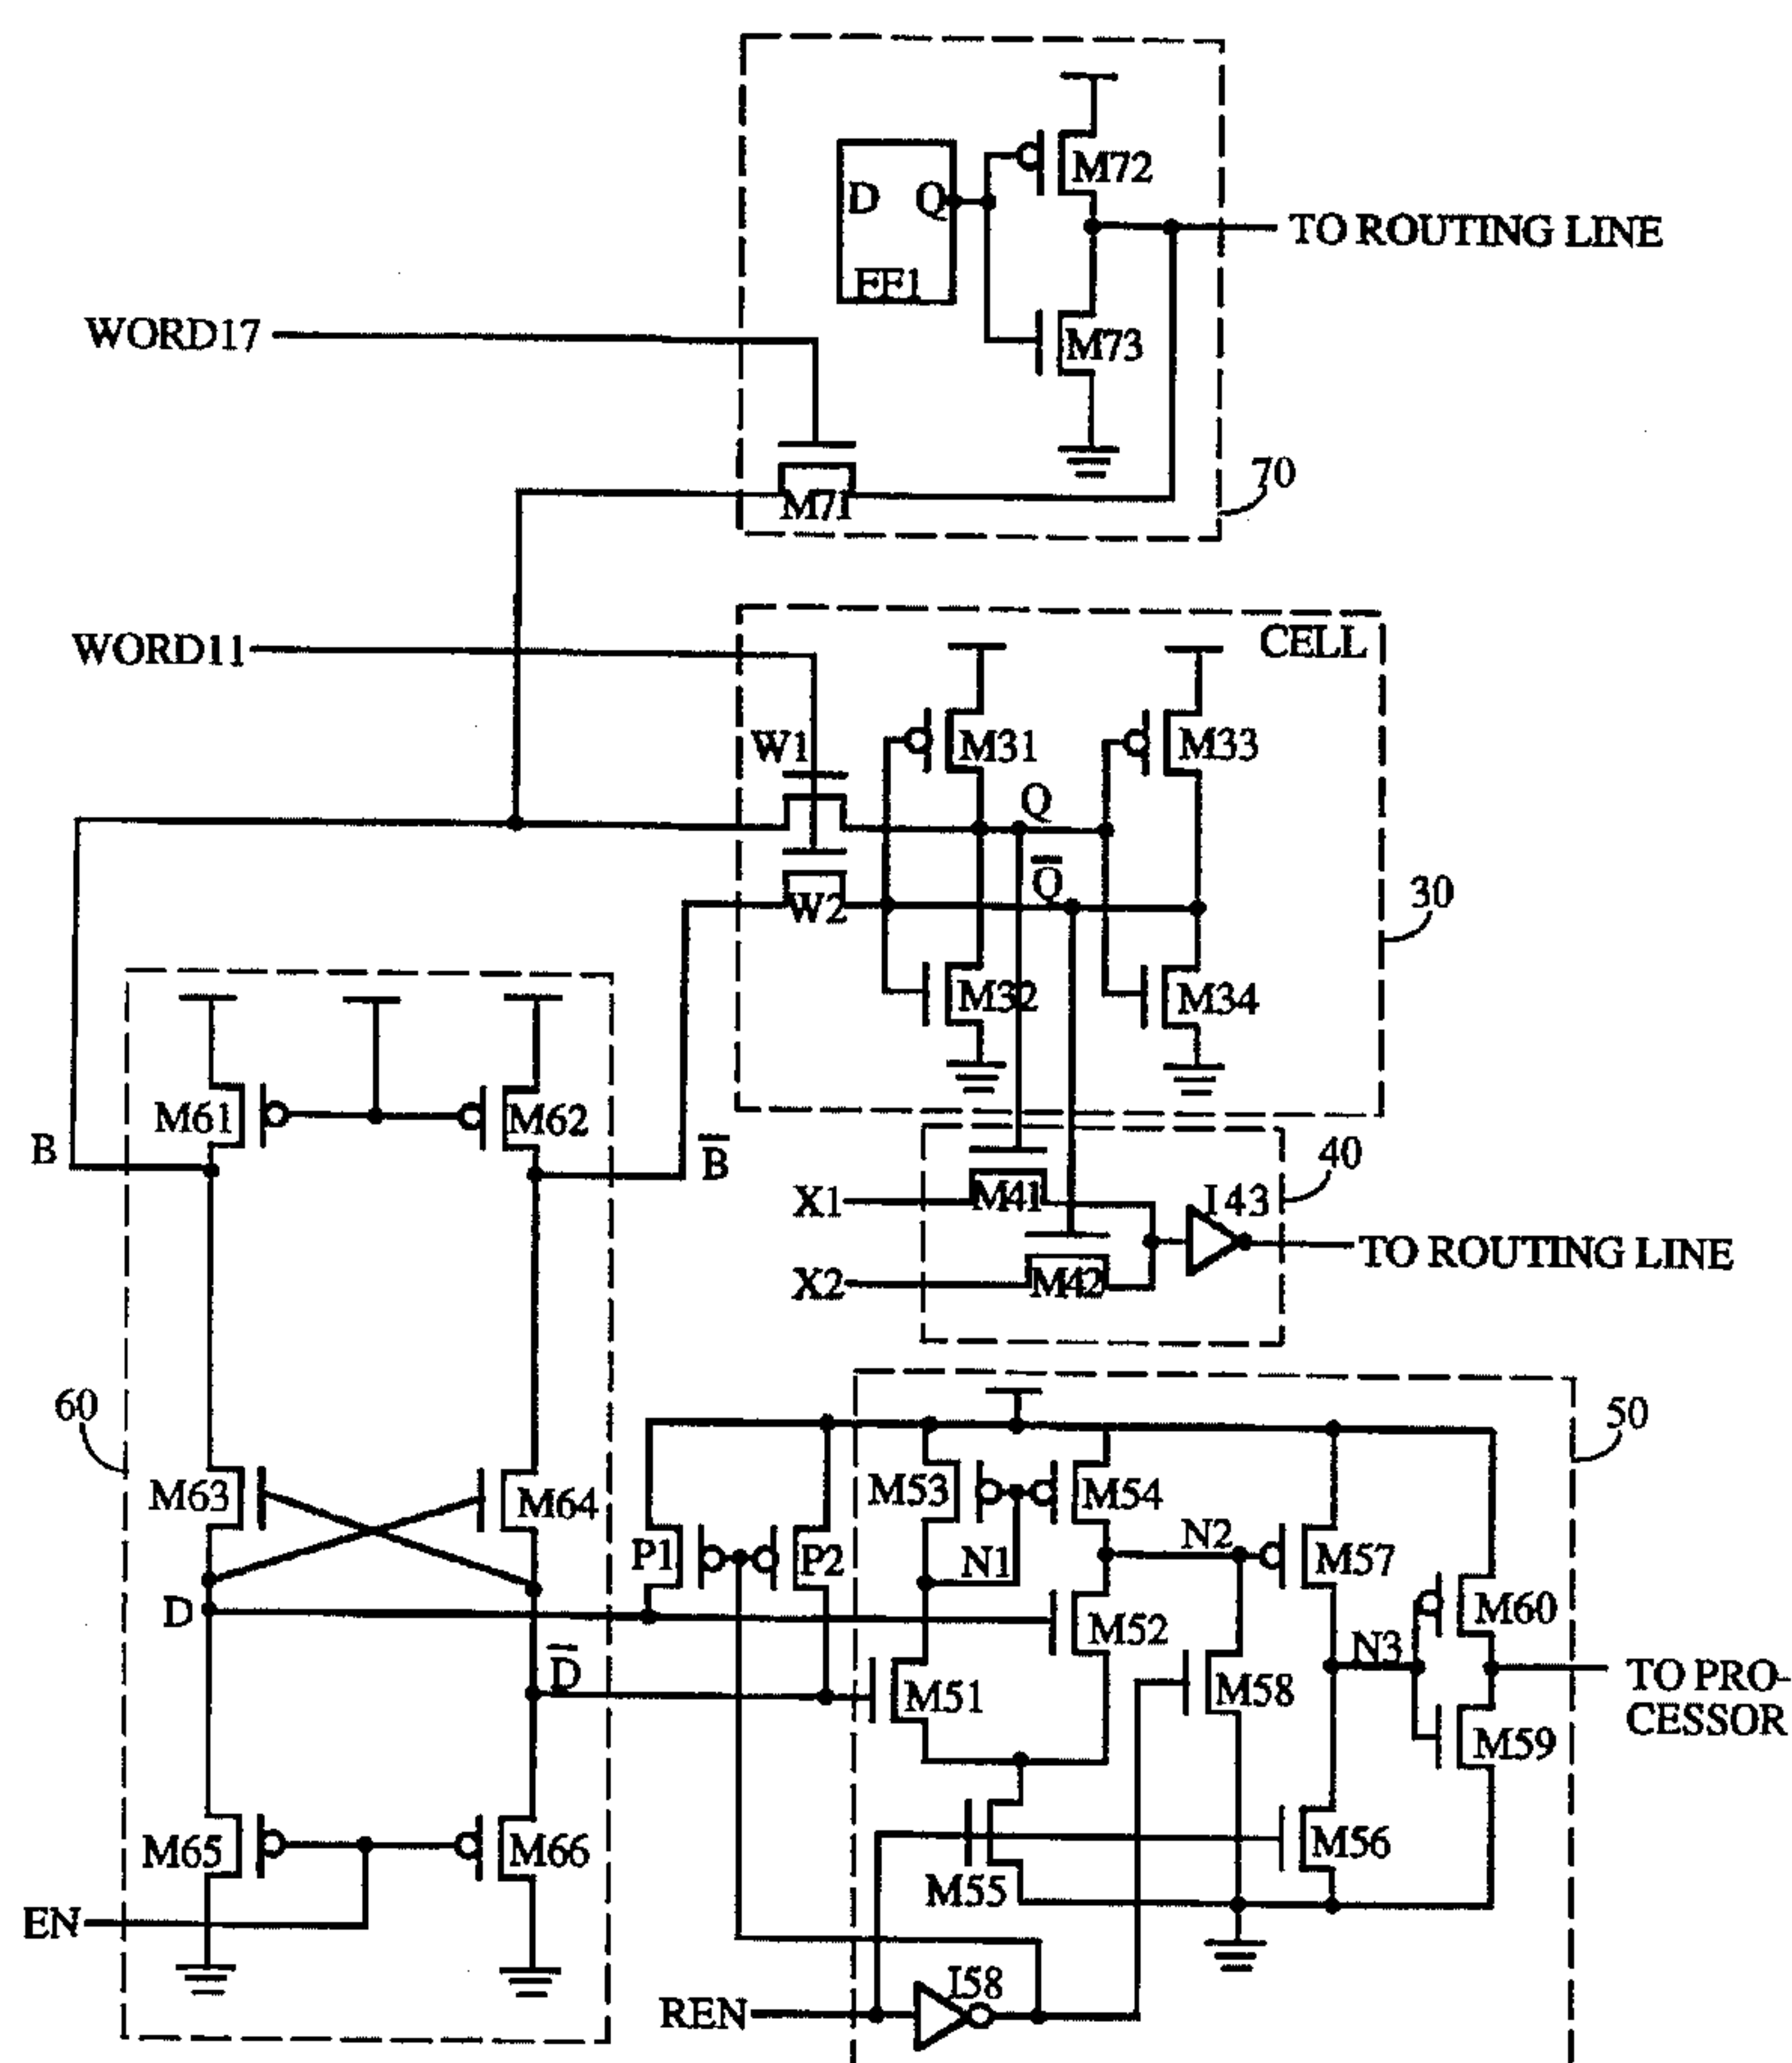 M72
D Q
TO ROUTING LINE
FF1
WORD17
M73
70
M71
WORD11
CELL
W1
M31
M33
Q
Q̅
W2
30
M32
M34
M61
M62
B
B̅
40
X1
M41
I43
TO ROUTING LINE
X2
M42
60
50
M63
M64
M53
M54
P1
P2
N1
N2
M57
M60
D
M52
N3
D̅
M51
M58
TO PRO-
CESSOR
M59
M65
M66
M56
M55
EN
I58
REN